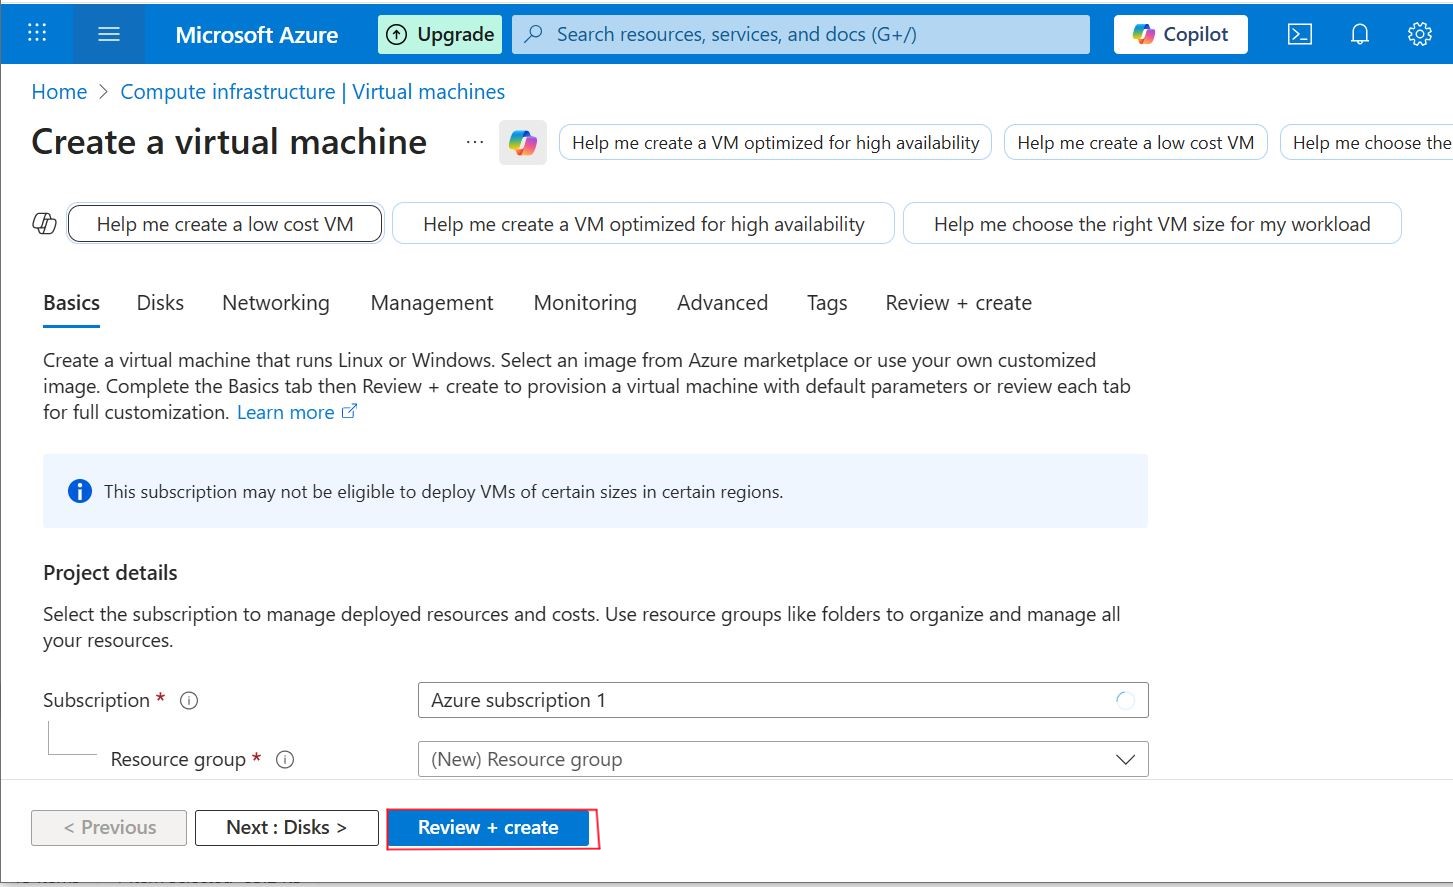 Microsoft Azure
Upgrade
Search resources, services, and docs (G+/)
Copilot
Home > Compute infrastructure | Virtual machines
Create a virtual machine
...
Help me create a VM optimized for high availability
Help me create a low cost VM
Help me choose the
Help me create a low cost VM
Help me create a VM optimized for high availability
Help me choose the right VM size for my workload
Basics
Disks
Networking
Management
Monitoring
Advanced
Tags
Review + create
Create a virtual machine that runs Linux or Windows. Select an image from Azure marketplace or use your own customized
image. Complete the Basics tab then Review + create to provision a virtual machine with default parameters or review each tab
for full customization. Learn more
This subscription may not be eligible to deploy VMs of certain sizes in certain regions.
Project details
Select the subscription to manage deployed resources and costs. Use resource groups like folders to organize and manage all
your resources.
Subscription *
Azure subscription 1
Resource group *
(New) Resource group
< Previous
Next : Disks >
Review + create